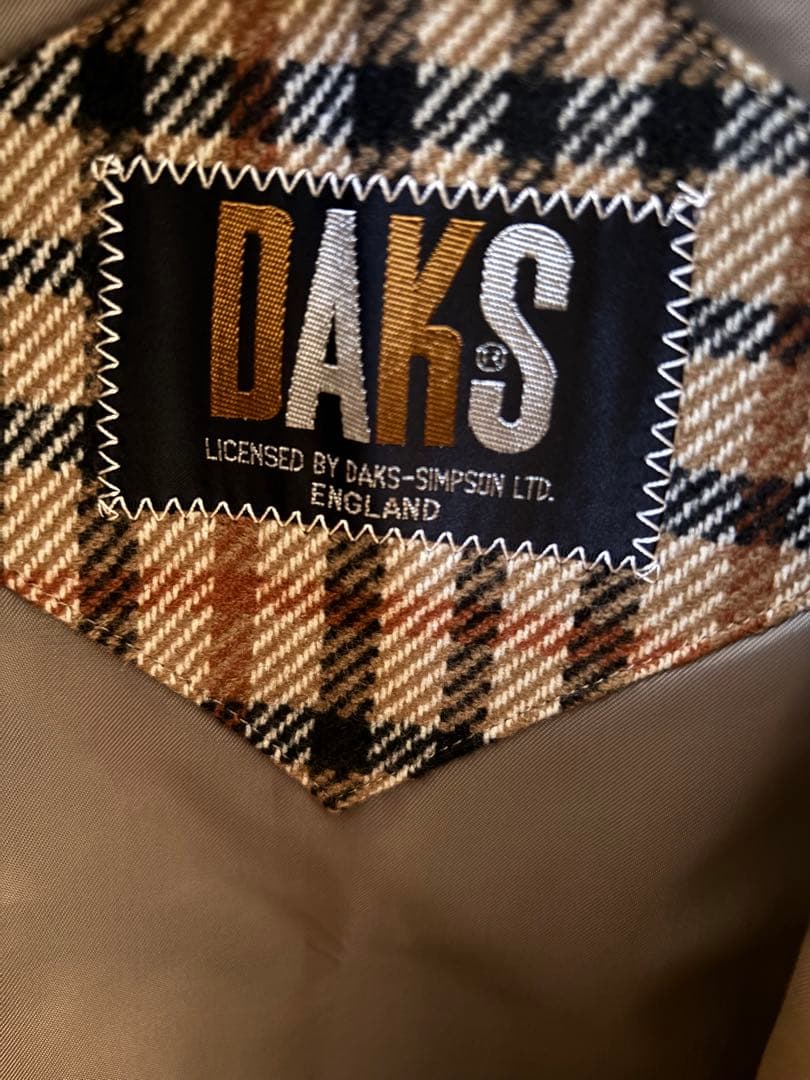 DAKS®
LICENSED BY DAKS-SIMPSON LTD.
ENGLAND